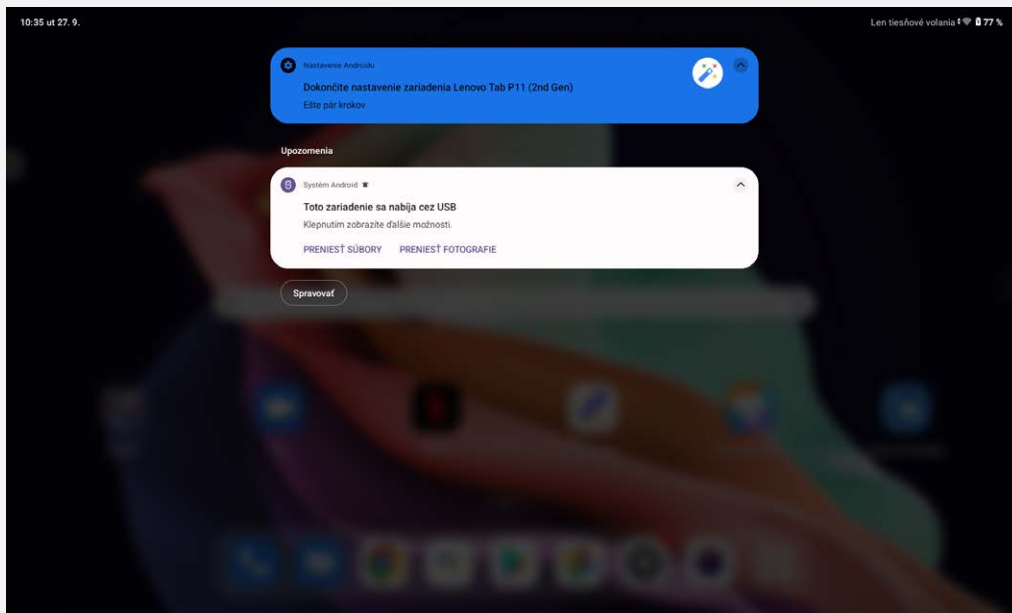 10:35 ut 27. 9.
Len tiesňové volania 77 %
Nastavenie Androidu
Dokončite nastavenie zariadenia Lenovo Tab P11 (2nd Gen)
Ešte pár krokov
Upozornenia
Systém Android
Toto zariadenie sa nabíja cez USB
Klepnutím zobrazíte ďalšie možnosti.
PRENIESŤ SÚBORY PRENIESŤ FOTOGRAFIE
Spravovať